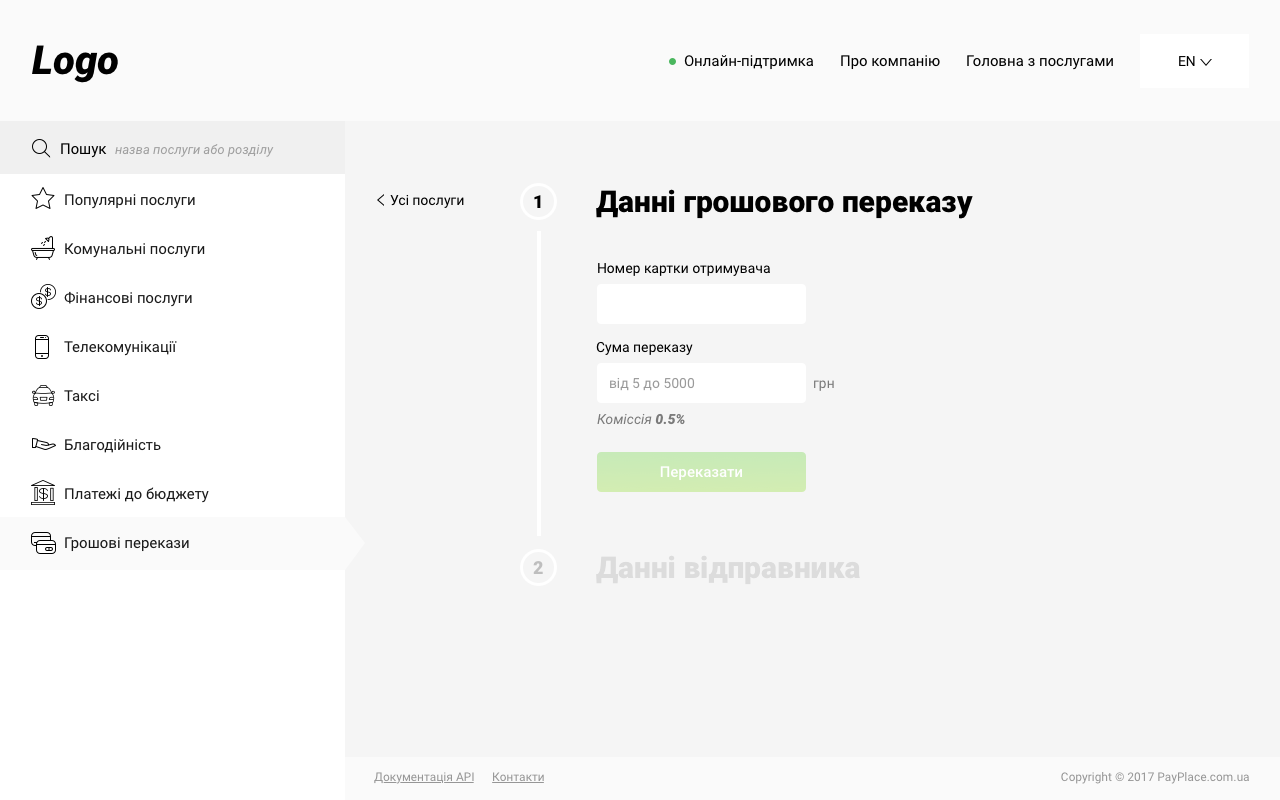 Logo
Онлайн-підтримка
Про компанію
Головна з послугами
EN
Пошук назва послуги або розділу
Популярні послуги
Комунальні послуги
Фінансові послуги
Телекомунікації
Таксі
Благодійність
Платежі до бюджету
Грошові перекази
Усі послуги
1
Данні грошового переказу
Номер картки отримувача
Сума переказу
від 5 до 5000 грн
Коміссія 0.5%
Переказати
2
Данні відправника
Документація API
Контакти
Copyright © 2017 PayPlace.com.ua